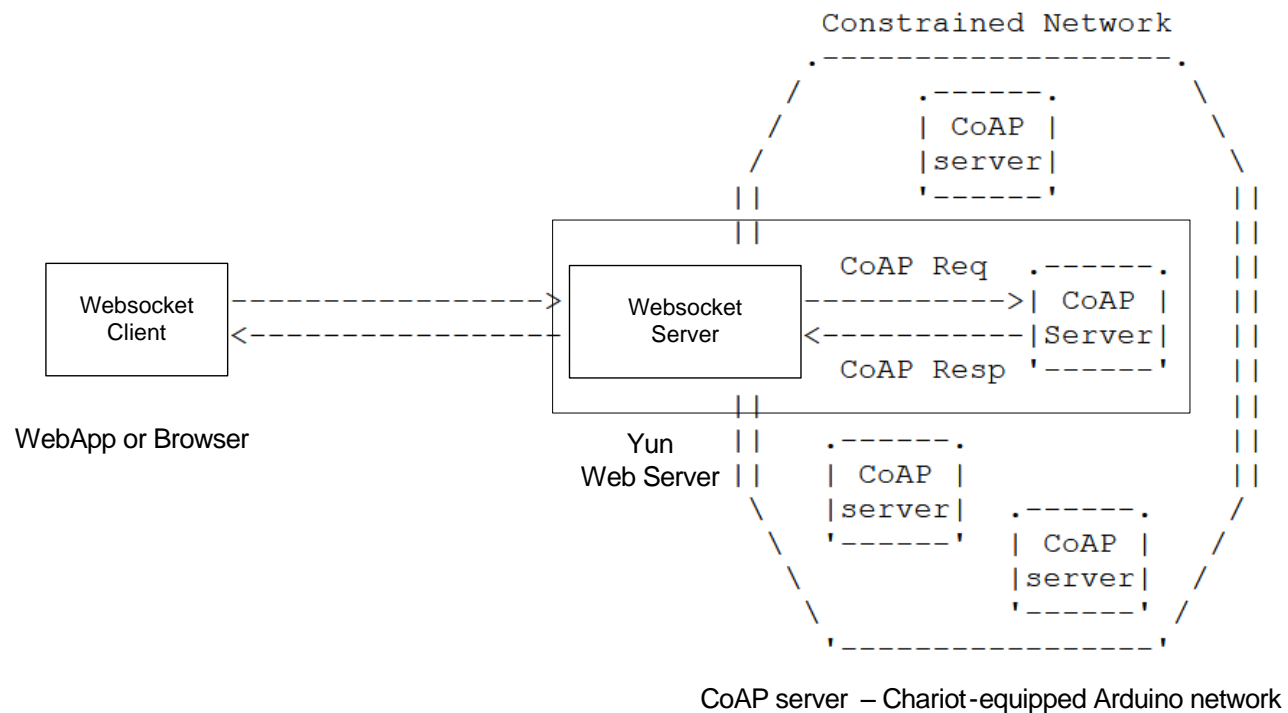 Constrained Network
CoAP
server
CoAP Req
Websocket
Client
Websocket
Server
CoAP
Server
CoAP Resp
WebApp or Browser
Yun
Web Server
CoAP
server
CoAP
server
CoAP server – Chariot-equipped Arduino network